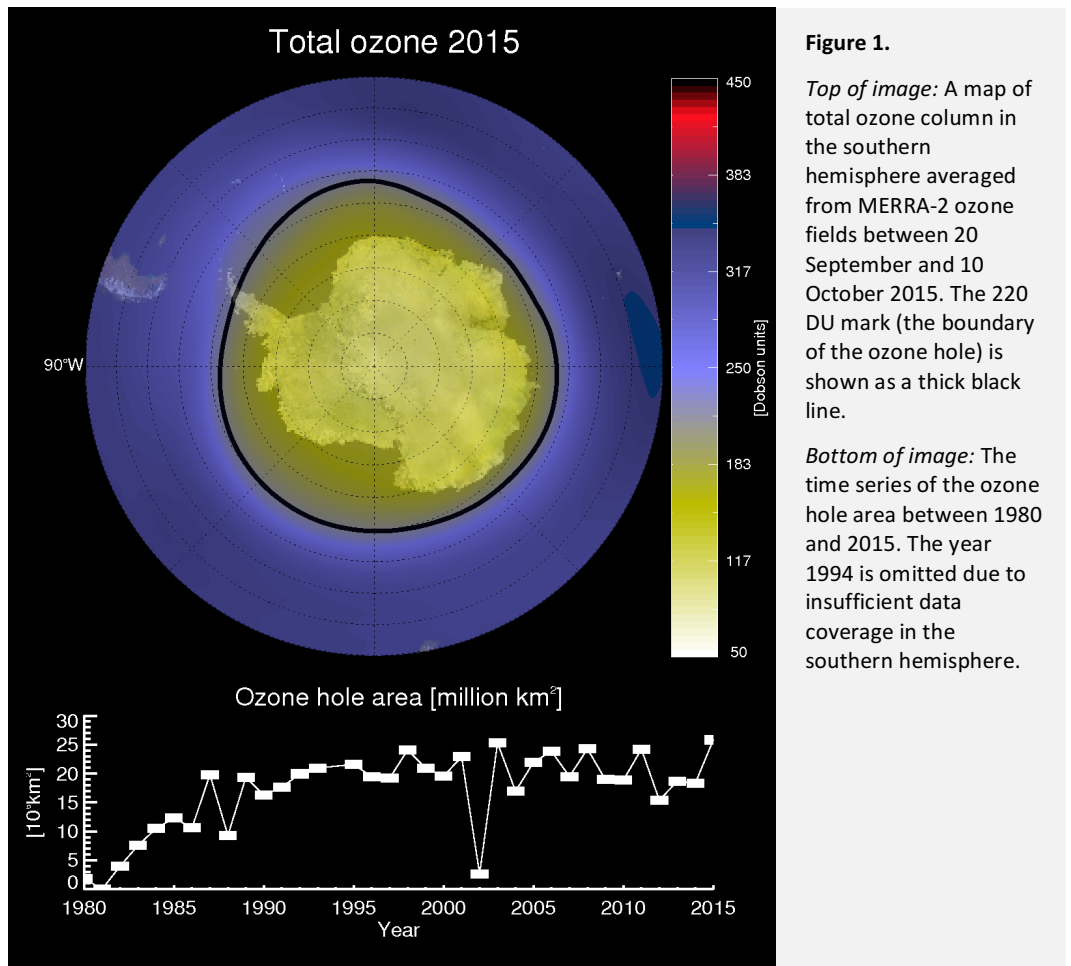 Total ozone 2015
450
383
317
250
183
117
50
[Dobson units]
90°W
Ozone hole area [million km²]
[10⁶km²]
30
25
20
15
10
5
0
1980 1985 1990 1995 2000 2005 2010 2015
Year
Figure 1.
Top of image: A map of
total ozone column in
the southern
hemisphere averaged
from MERRA-2 ozone
fields between 20
September and 10
October 2015. The 220
DU mark (the boundary
of the ozone hole) is
shown as a thick black
line.
Bottom of image: The
time series of the ozone
hole area between 1980
and 2015. The year
1994 is omitted due to
insufficient data
coverage in the
southern hemisphere.